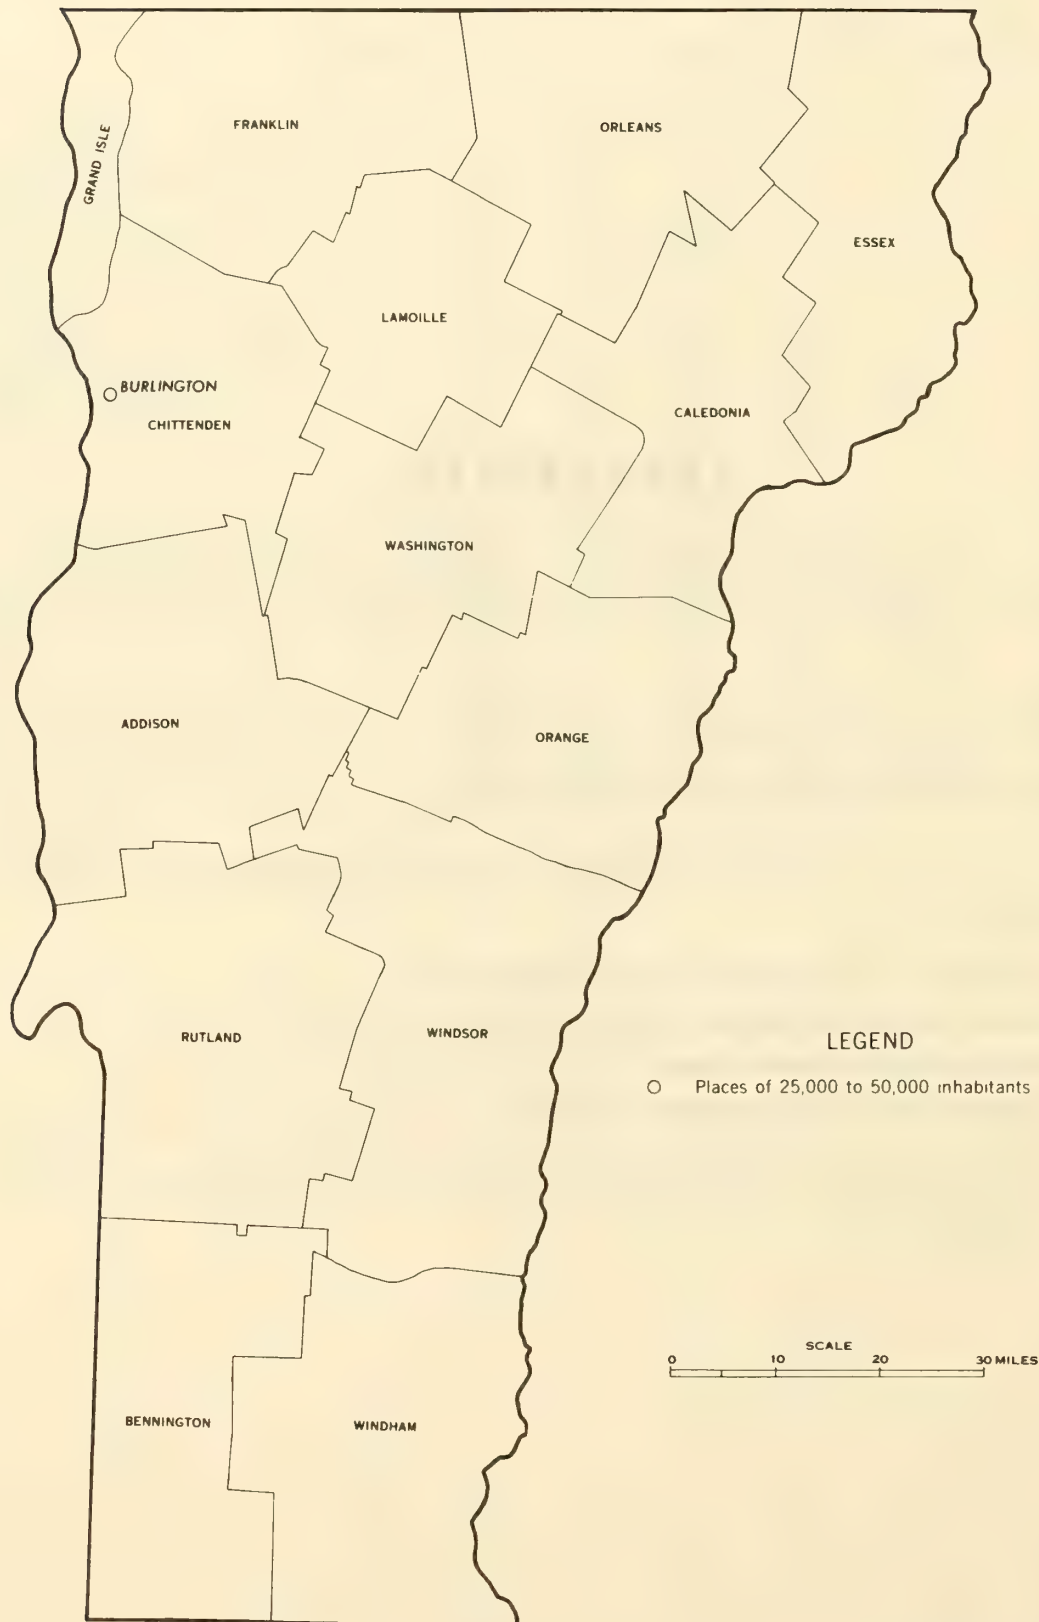 FRANKLIN
ORLEANS
GRAND ISLE
ESSEX
LAMOILLE
BURLINGTON
CHITTENDEN
CALEDONIA
WASHINGTON
ADDISON
ORANGE
RUTLAND
WINDSOR
LEGEND
Places of 25,000 to 50,000 inhabitants
SCALE
0 10 20 30 MILES
BENNINGTON
WINDHAM